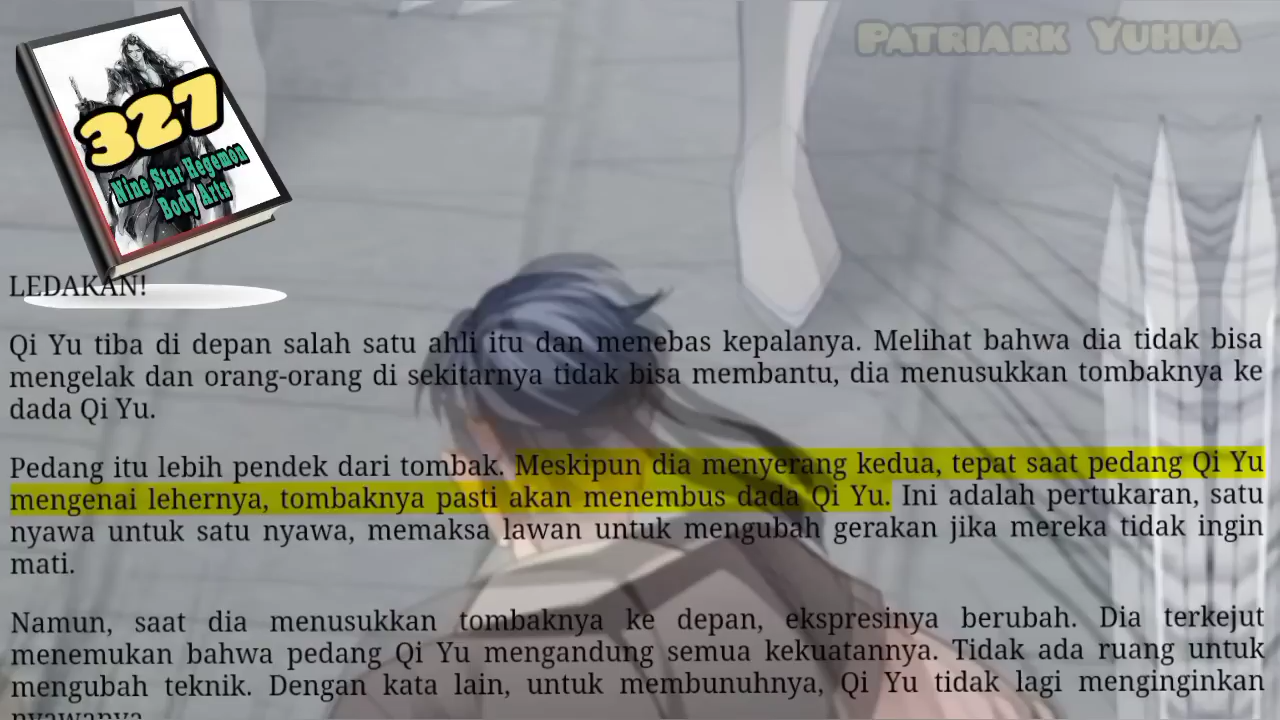 PATRIARK YUHUA
327
Nine Star Hegemon
Body Arts
LEDAKAN!
Qi Yu tiba di depan salah satu ahli itu dan menebas kepalanya. Melihat bahwa dia tidak bisa
mengelak dan orang-orang di sekitarnya tidak bisa membantu, dia menusukkan tombaknya ke
dada Qi Yu.
Pedang itu lebih pendek dari tombak. Meskipun dia menyerang kedua, tepat saat pedang Qi Yu
mengenai lehernya, tombaknya pasti akan menembus dada Qi Yu. Ini adalah pertukaran, satu
nyawa untuk satu nyawa, memaksa lawan untuk mengubah gerakan jika mereka tidak ingin
mati.
Namun, saat dia menusukkan tombaknya ke depan, ekspresinya berubah. Dia terkejut
menemukan bahwa pedang Qi Yu mengandung semua kekuatannya. Tidak ada ruang untuk
mengubah teknik. Dengan kata lain, untuk membunuhnya, Qi Yu tidak lagi menginginkan
nyawanya.